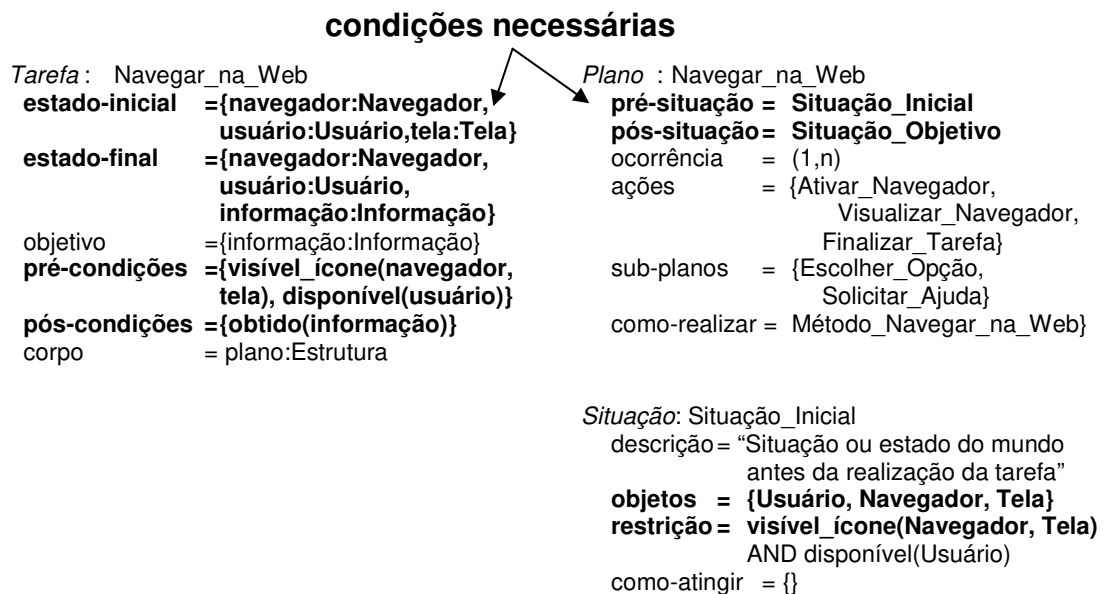 condições necessárias
Tarefa : Navegar_na_Web
estado-inicial ={navegador:Navegador,
usuário:Usuário,tela:Tela}
estado-final ={navegador:Navegador,
usuário:Usuário,
informação:Informação}
objetivo ={informação:Informação}
pré-condições ={visível_ícone(navegador,
tela), disponível(usuário)}
pós-condições ={obtido(informação)}
corpo = plano:Estrutura
Plano : Navegar_na_Web
pré-situação = Situação_Inicial
pós-situação = Situação_Objetivo
ocorrência = (1,n)
ações = {Ativar_Navegador,
Visualizar_Navegador,
Finalizar_Tarefa}
sub-planos = {Escolher_Opção,
Solicitar_Ajuda}
como-realizar = Método_Navegar_na_Web}
Situação: Situação_Inicial
descrição = “Situação ou estado do mundo
antes da realização da tarefa”
objetos = {Usuário, Navegador, Tela}
restrição = visível_ícone(Navegador, Tela)
AND disponível(Usuário)
como-atingir = {}